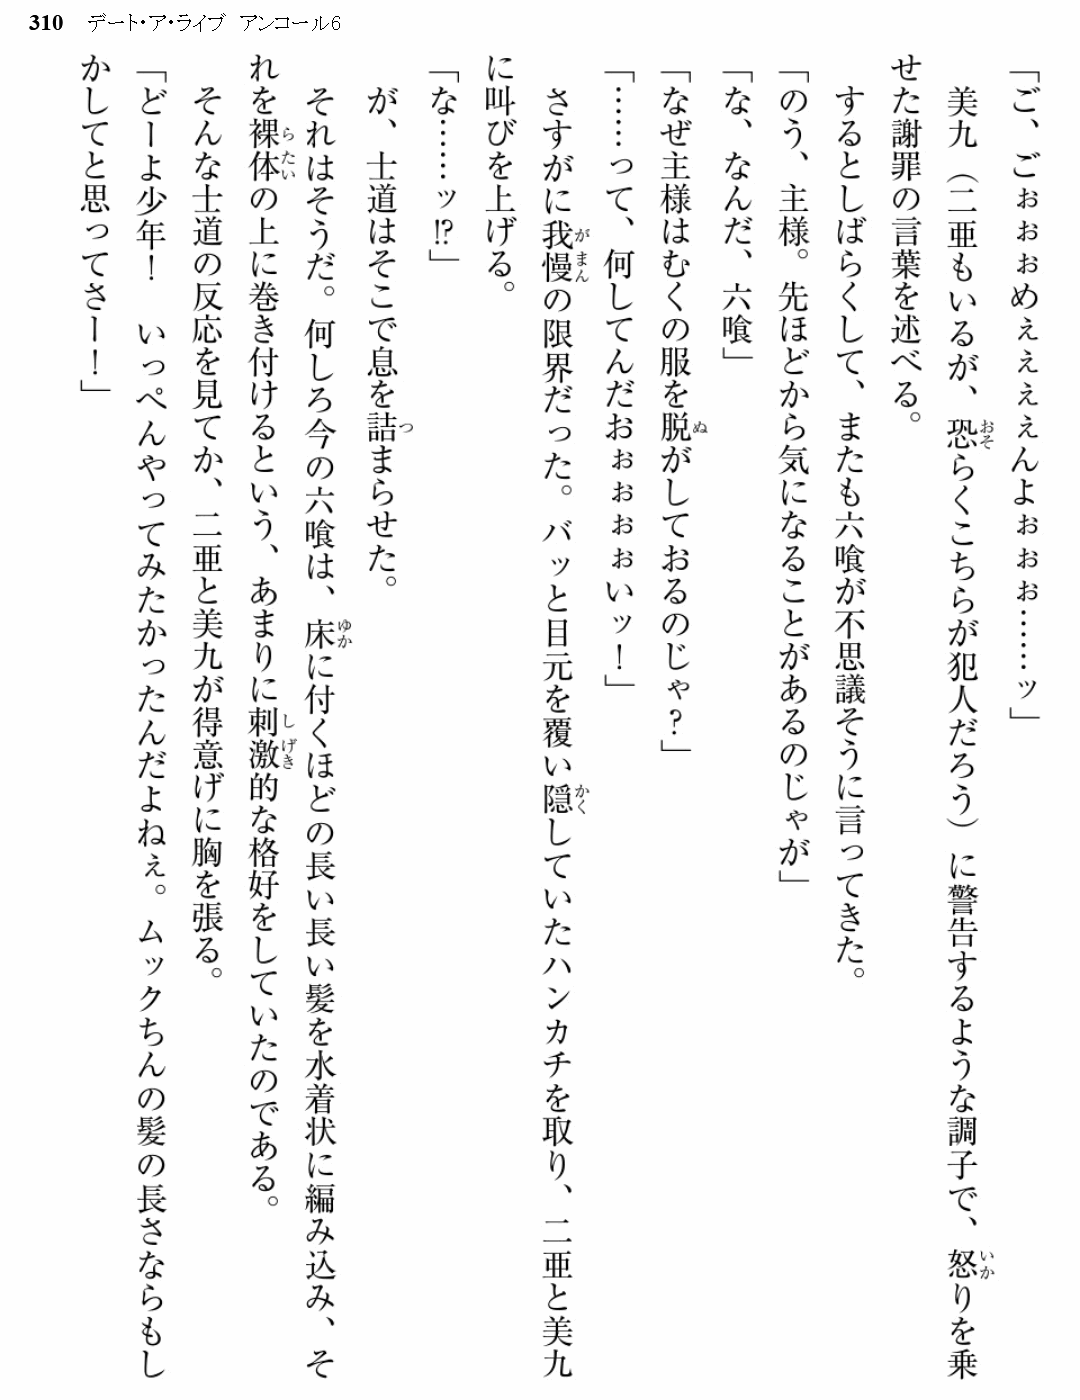 310 デート・ア・ライブ アンコール6
「ご、ごぉぉぉめぇぇぇぇんよぉぉぉ……ッ」
　美九（二亜もいるが、恐らくこちらが犯人だろう）に警告するような調子で、怒りを乗
せた謝罪の言葉を述べる。
　するとしばらくして、またも六喰が不思議そうに言ってきた。
「のう、主様。先ほどから気になることがあるのじゃが」
「な、なんだ、六喰」
「なぜ主様はむくの服を脱がしておるのじゃ？」
「……って、何してんだおぉぉぉぉいッ！」
　さすがに我慢の限界だった。バッと目元を覆い隠していたハンカチを取り、二亜と美九
に叫びを上げる。
「な……ッ!?」
　が、士道はそこで息を詰まらせた。
　それはそうだ。何しろ今の六喰は、床に付くほどの長い長い髪を水着状に編み込み、そ
れを裸体の上に巻き付けるという、あまりに刺激的な格好をしていたのである。
　そんな士道の反応を見てか、二亜と美九が得意げに胸を張る。
「どーよ少年！　いっぺんやってみたかったんだよねぇ。ムックちんの髪の長さならもし
かしてと思ってさー！」